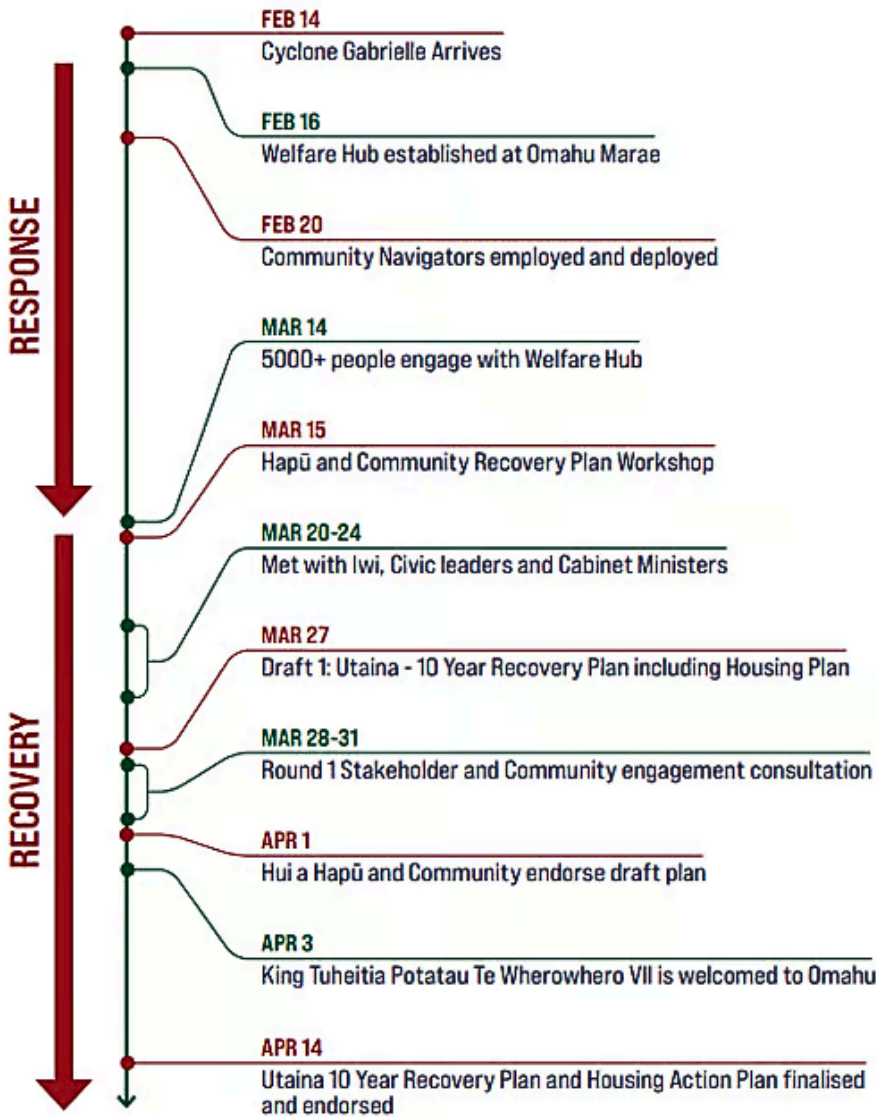 RESPONSE
FEB 14
Cyclone Gabrielle Arrives
FEB 16
Welfare Hub established at Omahu Marae
FEB 20
Community Navigators employed and deployed
MAR 14
5000+ people engage with Welfare Hub
RECOVERY
MAR 15
Hapū and Community Recovery Plan Workshop
MAR 20-24
Met with Iwi, Civic leaders and Cabinet Ministers
MAR 27
Draft 1: Utaina - 10 Year Recovery Plan including Housing Plan
MAR 28-31
Round 1 Stakeholder and Community engagement consultation
APR 1
Hui a Hapū and Community endorse draft plan
APR 3
King Tuheitia Potatau Te Wherowhero VII is welcomed to Omahu
APR 14
Utaina 10 Year Recovery Plan and Housing Action Plan finalised
and endorsed